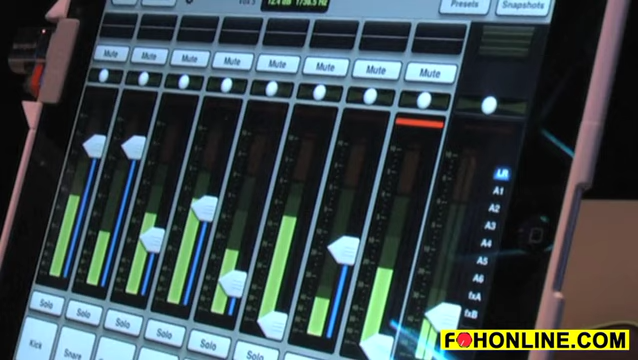 Presets
Snapshots
Mute
Mute
Mute
Mute
Mute
Mute
Mute
Mute
LR
A1
A2
A3
A4
A5
A6
fxA
fxB
Solo
Solo
Solo
Solo
Solo
Solo
Kick
Snare
FOHONLINE.COM